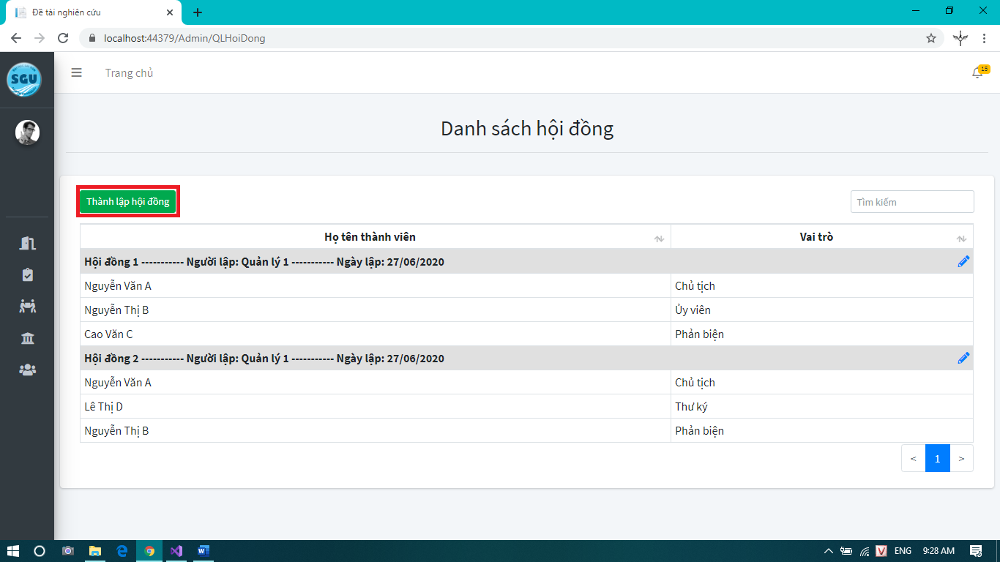 Đề tài nghiên cứu
localhost:44379/Admin/QLHoiDong
SGU
Trang chủ
15
Danh sách hội đồng
Thành lập hội đồng
Tìm kiếm
Họ tên thành viên Vai trò
Hội đồng 1 ----------- Người lập: Quản lý 1 ----------- Ngày lập: 27/06/2020
Nguyễn Văn A Chủ tịch
Nguyễn Thị B Ủy viên
Cao Văn C Phản biện
Hội đồng 2 ----------- Người lập: Quản lý 1 ----------- Ngày lập: 27/06/2020
Nguyễn Văn A Chủ tịch
Lê Thị D Thư ký
Nguyễn Thị B Phản biện
< 1 >
ENG 9:28 AM